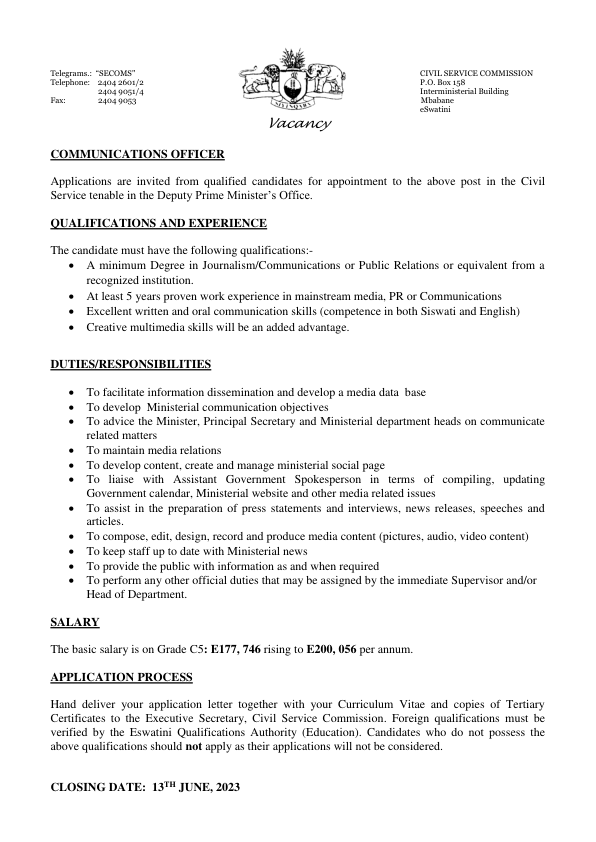 Telegrams.: "SECOMS"
Telephone: 2404 2601/2
2404 9051/4
Fax: 2404 9053
CIVIL SERVICE COMMISSION
P.O. Box 158
Interministerial Building
Mbabane
eSwatini
SIYINQABA
Vacancy
COMMUNICATIONS OFFICER
Applications are invited from qualified candidates for appointment to the above post in the Civil
Service tenable in the Deputy Prime Minister's Office.
QUALIFICATIONS AND EXPERIENCE
The candidate must have the following qualifications:-
• A minimum Degree in Journalism/Communications or Public Relations or equivalent from a
recognized institution.
• At least 5 years proven work experience in mainstream media, PR or Communications
• Excellent written and oral communication skills (competence in both Siswati and English)
• Creative multimedia skills will be an added advantage.
DUTIES/RESPONSIBILITIES
• To facilitate information dissemination and develop a media data base
• To develop Ministerial communication objectives
• To advice the Minister, Principal Secretary and Ministerial department heads on communicate
related matters
• To maintain media relations
• To develop content, create and manage ministerial social page
• To liaise with Assistant Government Spokesperson in terms of compiling, updating
Government calendar, Ministerial website and other media related issues
• To assist in the preparation of press statements and interviews, news releases, speeches and
articles.
• To compose, edit, design, record and produce media content (pictures, audio, video content)
• To keep staff up to date with Ministerial news
• To provide the public with information as and when required
• To perform any other official duties that may be assigned by the immediate Supervisor and/or
Head of Department.
SALARY
The basic salary is on Grade C5: E177, 746 rising to E200, 056 per annum.
APPLICATION PROCESS
Hand deliver your application letter together with your Curriculum Vitae and copies of Tertiary
Certificates to the Executive Secretary, Civil Service Commission. Foreign qualifications must be
verified by the Eswatini Qualifications Authority (Education). Candidates who do not possess the
above qualifications should not apply as their applications will not be considered.
CLOSING DATE: 13TH JUNE, 2023